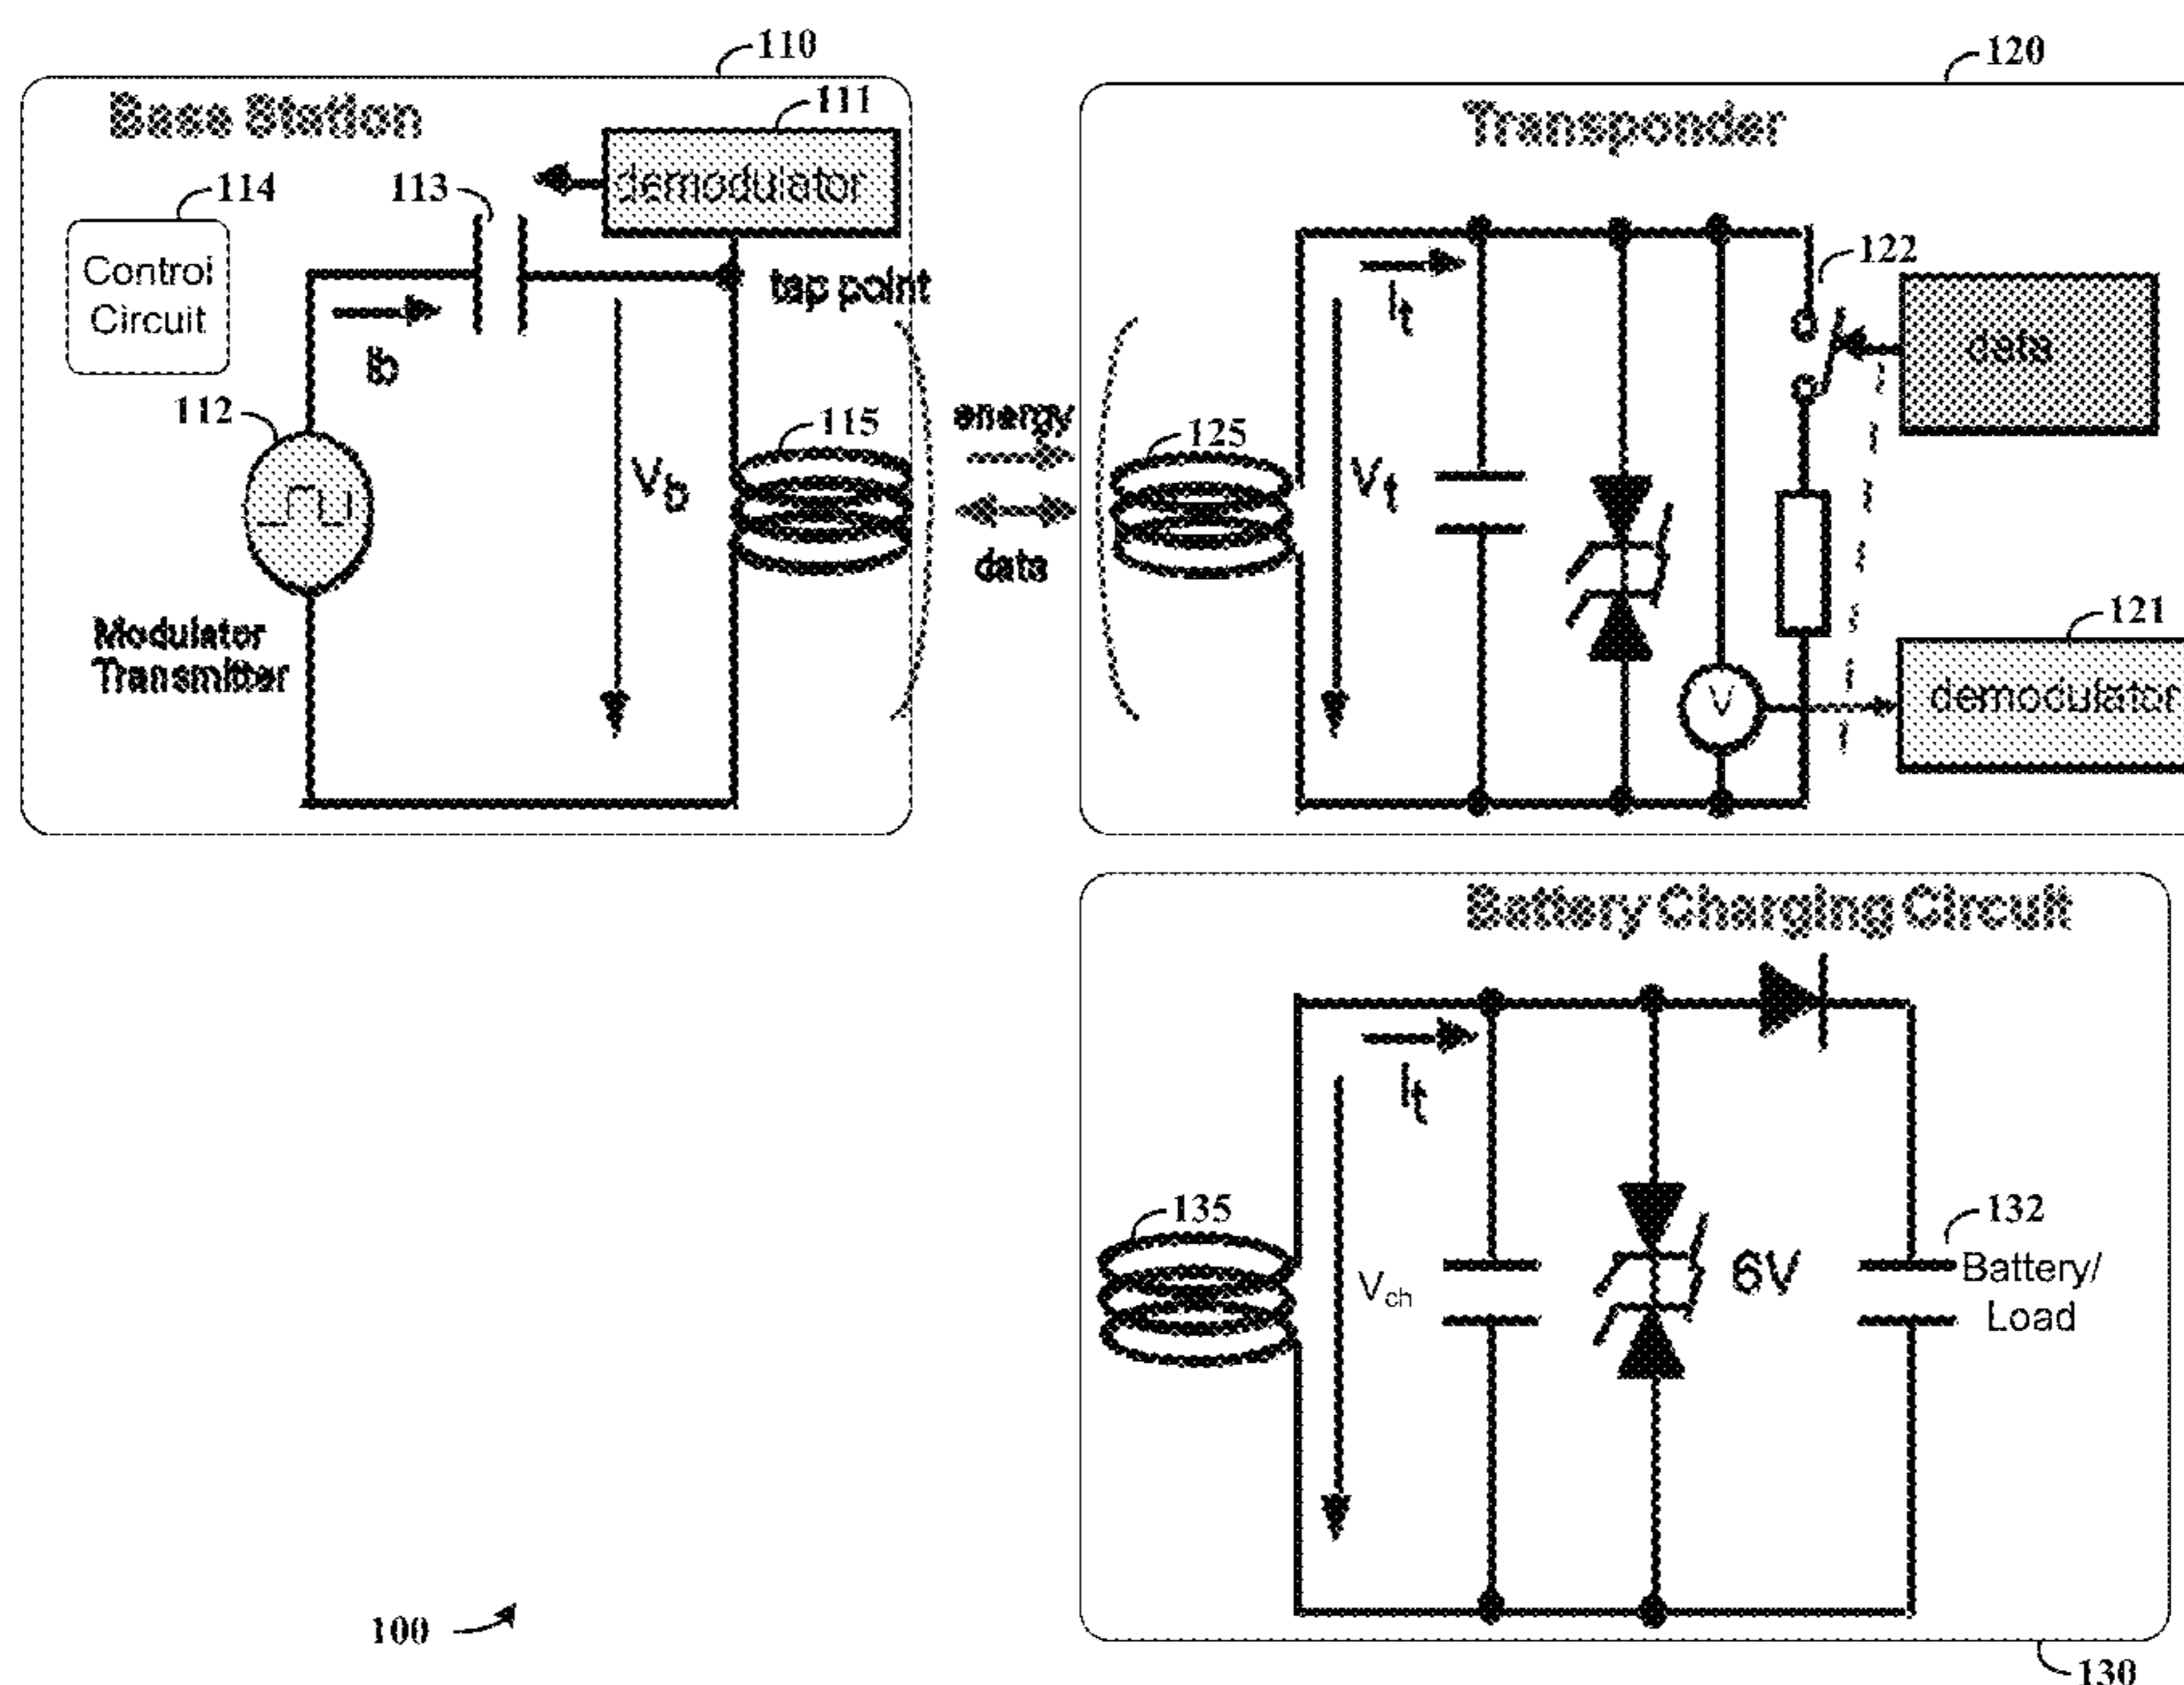 110
Base Station
111
demodulator
114
113
Control
Circuit
tap point
Ib
112
115
Vb
Modulator
Transmitter
energy
data
120
Transponder
It
122
data
125
Vt
V
121
demodulator
Battery Charging Circuit
It
135
Vch
6V
132
Battery/
Load
100
130